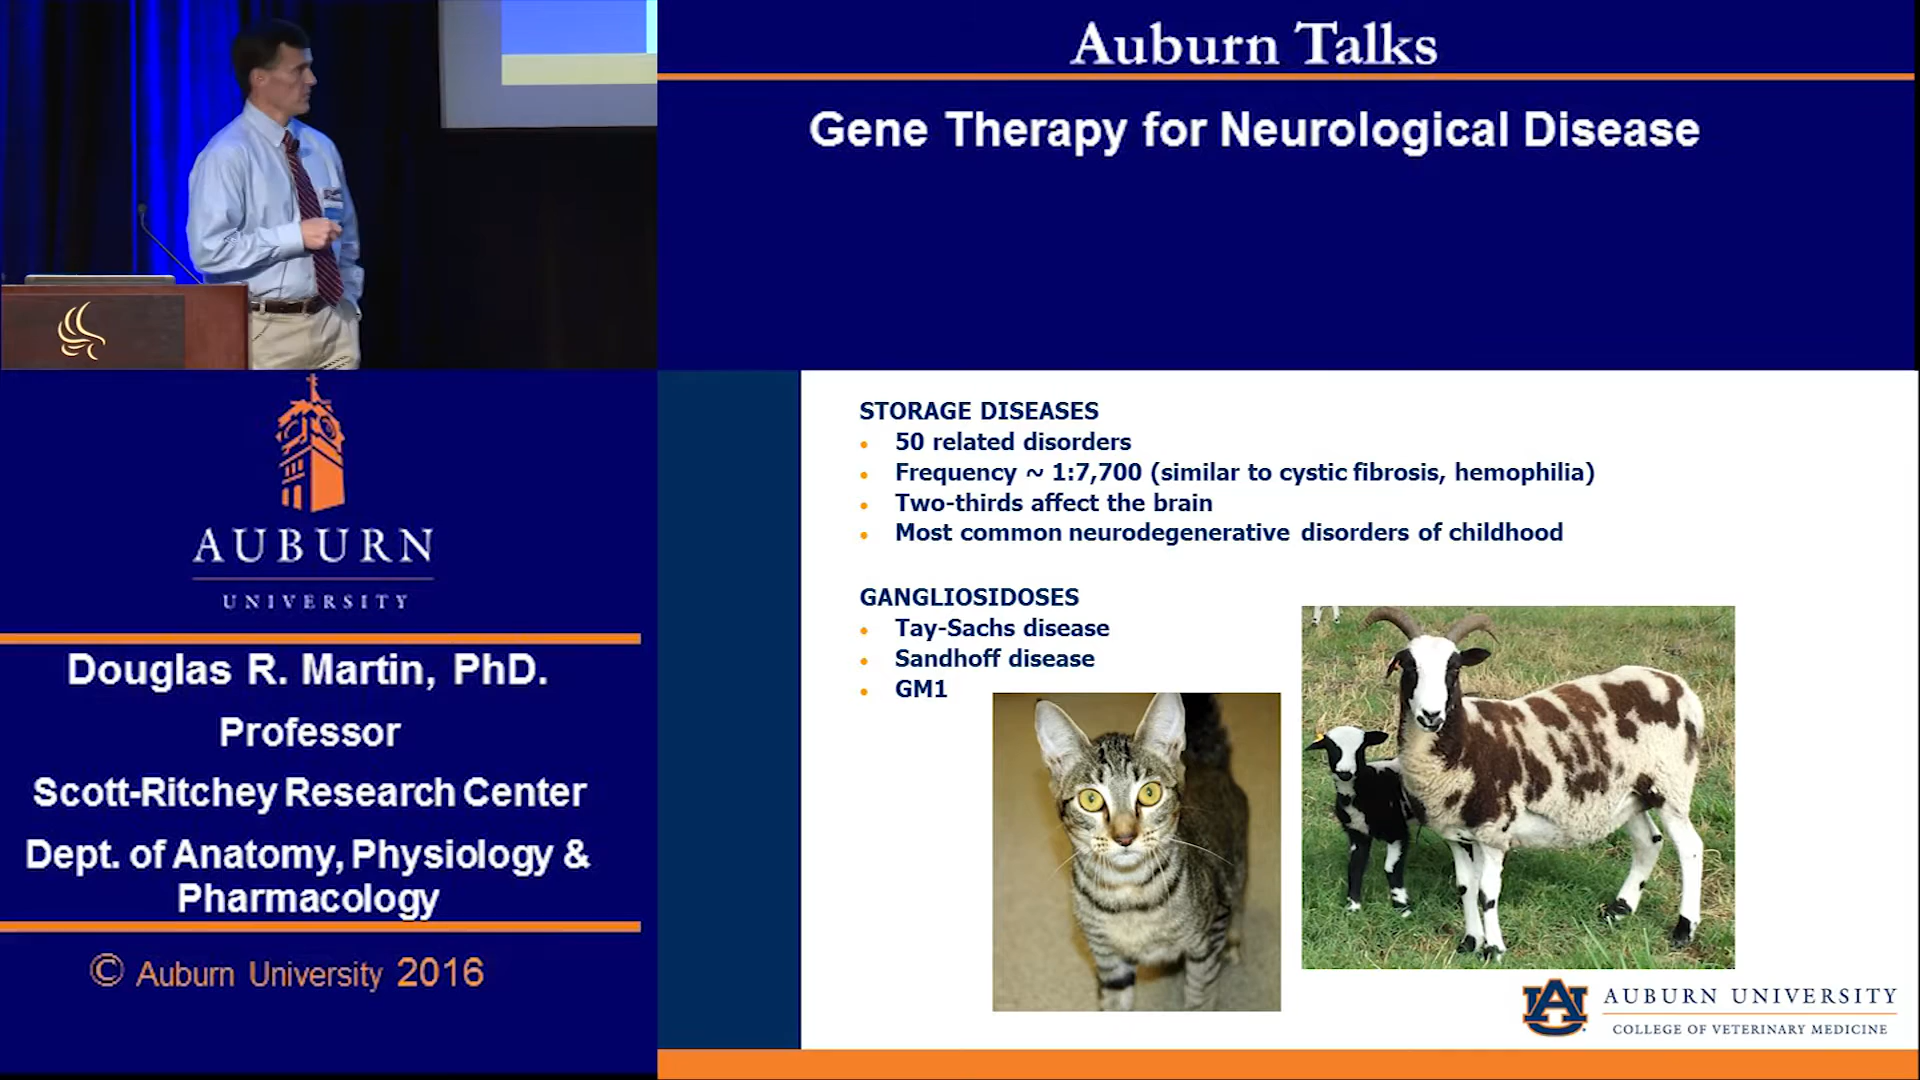 Auburn Talks
Gene Therapy for Neurological Disease
AUBURN
UNIVERSITY
Douglas R. Martin, PhD.
Professor
Scott-Ritchey Research Center
Dept. of Anatomy, Physiology &
Pharmacology
© Auburn University 2016
STORAGE DISEASES
• 50 related disorders
• Frequency ~ 1:7,700 (similar to cystic fibrosis, hemophilia)
• Two-thirds affect the brain
• Most common neurodegenerative disorders of childhood
GANGLIOSIDOSES
• Tay-Sachs disease
• Sandhoff disease
• GM1
AU
AUBURN UNIVERSITY
COLLEGE OF VETERINARY MEDICINE